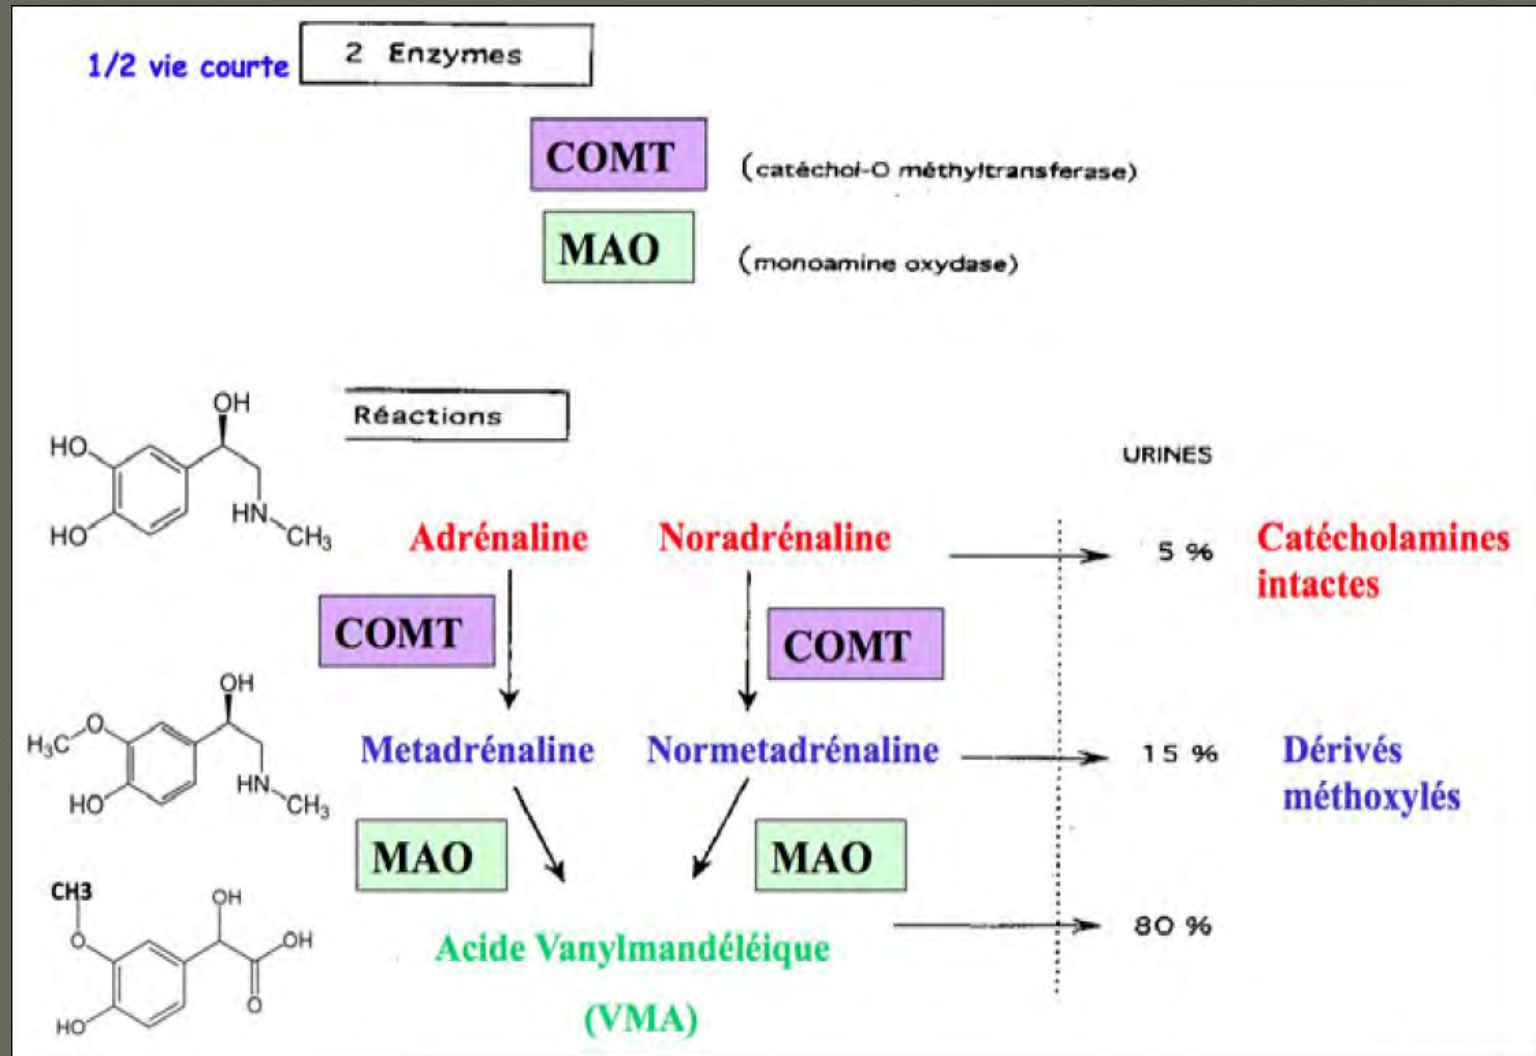 1/2 vie courte
2 Enzymes
COMT
(catéchol-O méthyltransferase)
MAO
(monoamine oxydase)
Réactions
OH
HO
HO
HN
CH3
URINES
Adrénaline
Noradrénaline
5 %
Catécholamines
intactes
COMT
COMT
OH
H3C
O
HO
HN
CH3
Metadrénaline
Normetadrénaline
15 %
Dérivés
méthoxylés
MAO
MAO
CH3
OH
O
OH
O
HO
Acide Vanylmandéléique
80 %
(VMA)